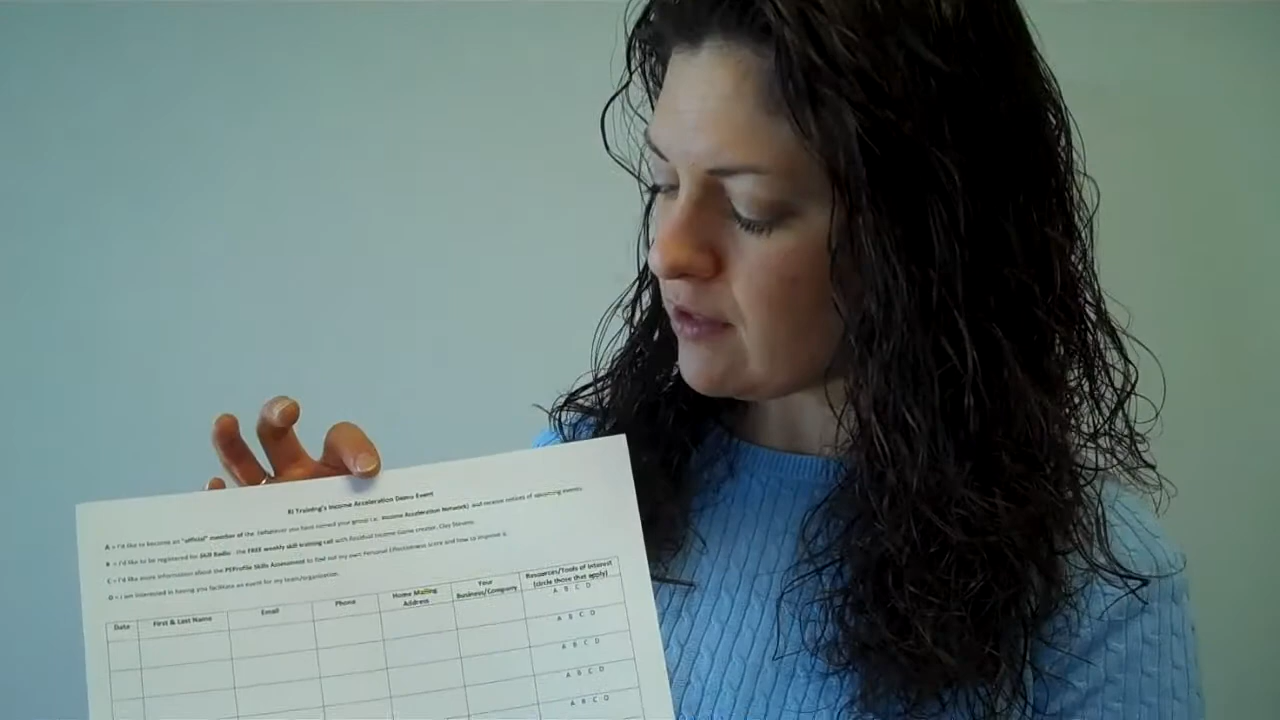 RI Training's Income Acceleration Game Event
A = I'd like to become an "official" member of the (whatever you have named your group i.e. Income Acceleration Network) and receive notices of upcoming events.
B = I'd like to be registered for Skill Radio - the FREE weekly skill training call with Residual Income Game creator, Clay Stevens.
C = I'd like more information about the PEProfile Skills Assessment to find out my own Personal Effectiveness score and how to improve it.
D = I am interested in having you facilitate an event for my team/organization.
Date First & Last Name Email Phone Home Mailing Address Your Business/Company Resources/Tools of Interest (circle those that apply)
A B C D
A B C D
A B C D
A B C D
A B C D